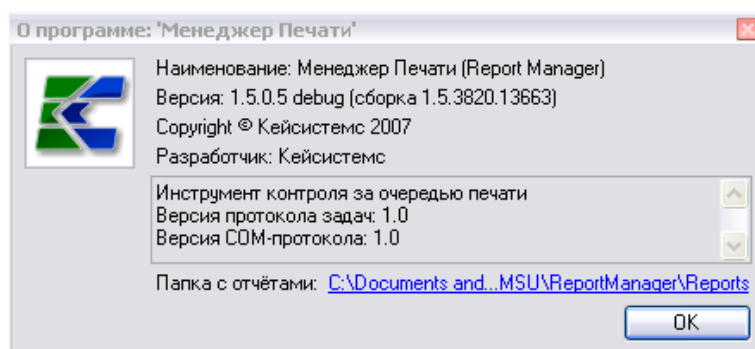 О программе: 'Менеджер Печати'
Наименование: Менеджер Печати (Report Manager)
Версия: 1.5.0.5 debug (сборка 1.5.3820.13663)
Copyright © Кейсистемс 2007
Разработчик: Кейсистемс
Инструмент контроля за очередью печати
Версия протокола задач: 1.0
Версия COM-протокола: 1.0
Папка с отчётами: C:\Documents and...MSU\ReportManager\Reports
OK